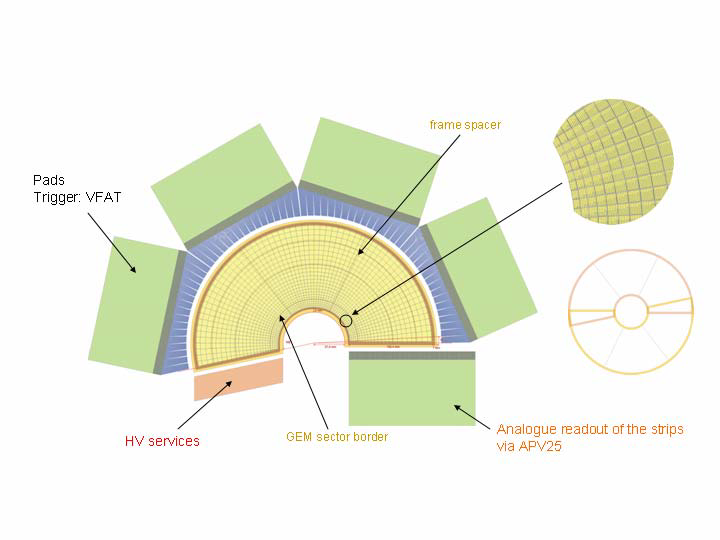 frame spacer
Pads
Trigger: VFAT
HV services
GEM sector border
Analogue readout of the strips
via APV25